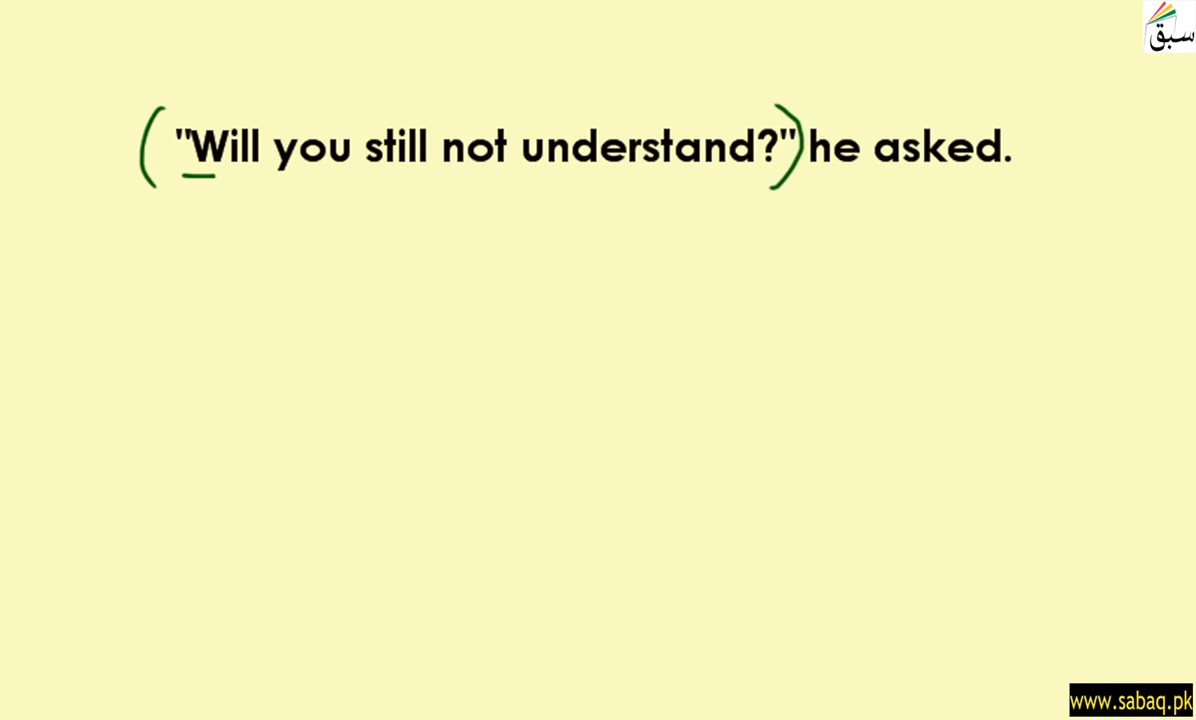 سبق
"Will you still not understand?" he asked.
www.sabaq.pk